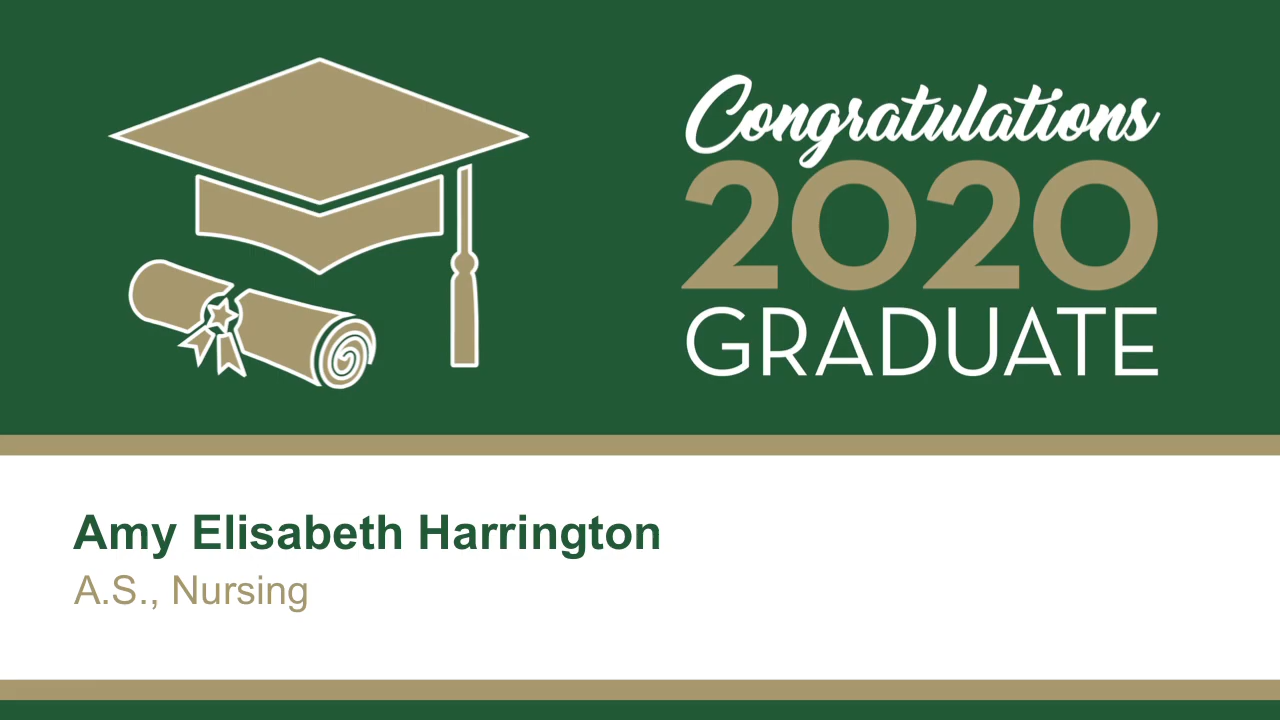 Congratulations
2020
GRADUATE
Amy Elisabeth Harrington
A.S., Nursing